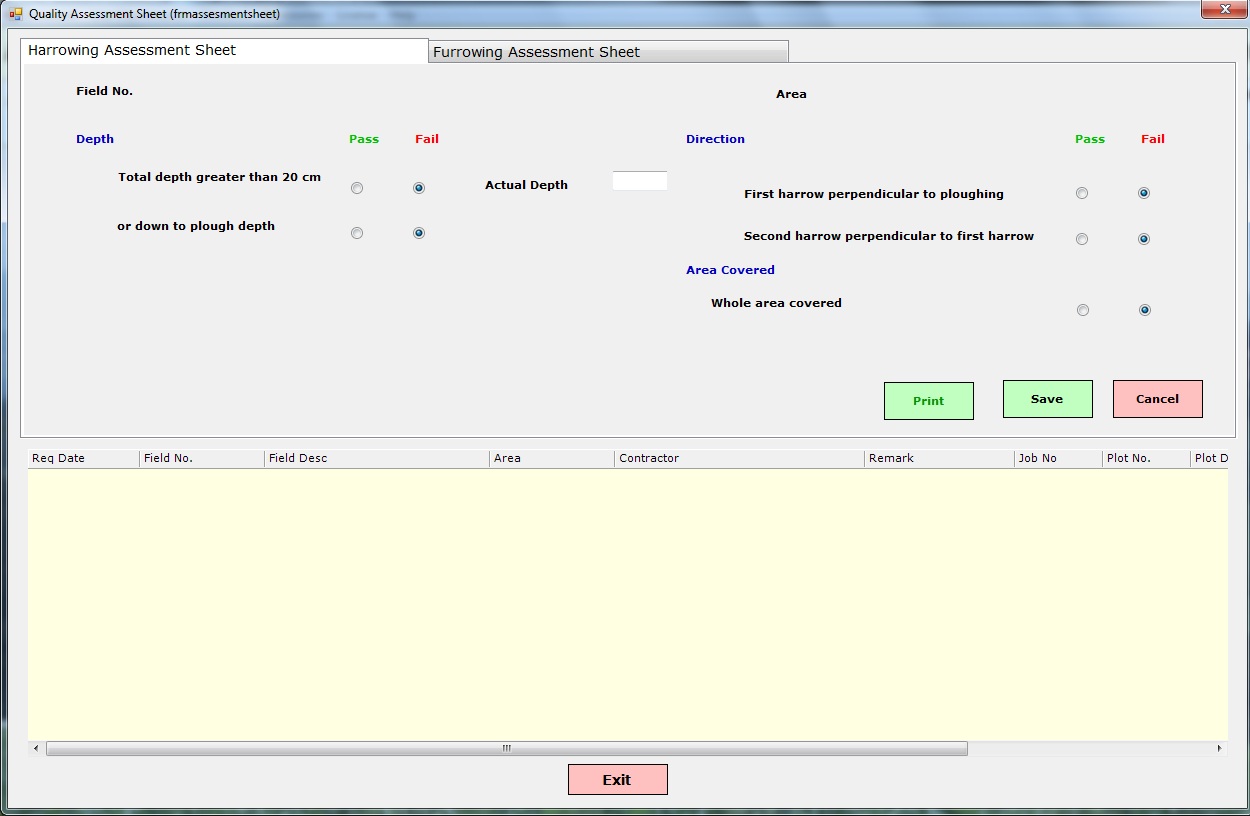 Quality Assessment Sheet (frmassesmentsheet)
Harrowing Assessment Sheet
Furrowing Assessment Sheet
Field No.
Area
Depth
Pass
Fail
Direction
Pass
Fail
Total depth greater than 20 cm
Actual Depth
First harrow perpendicular to ploughing
or down to plough depth
Second harrow perpendicular to first harrow
Area Covered
Whole area covered
Print
Save
Cancel
Req Date
Field No.
Field Desc
Area
Contractor
Remark
Job No
Plot No.
Plot D
Exit